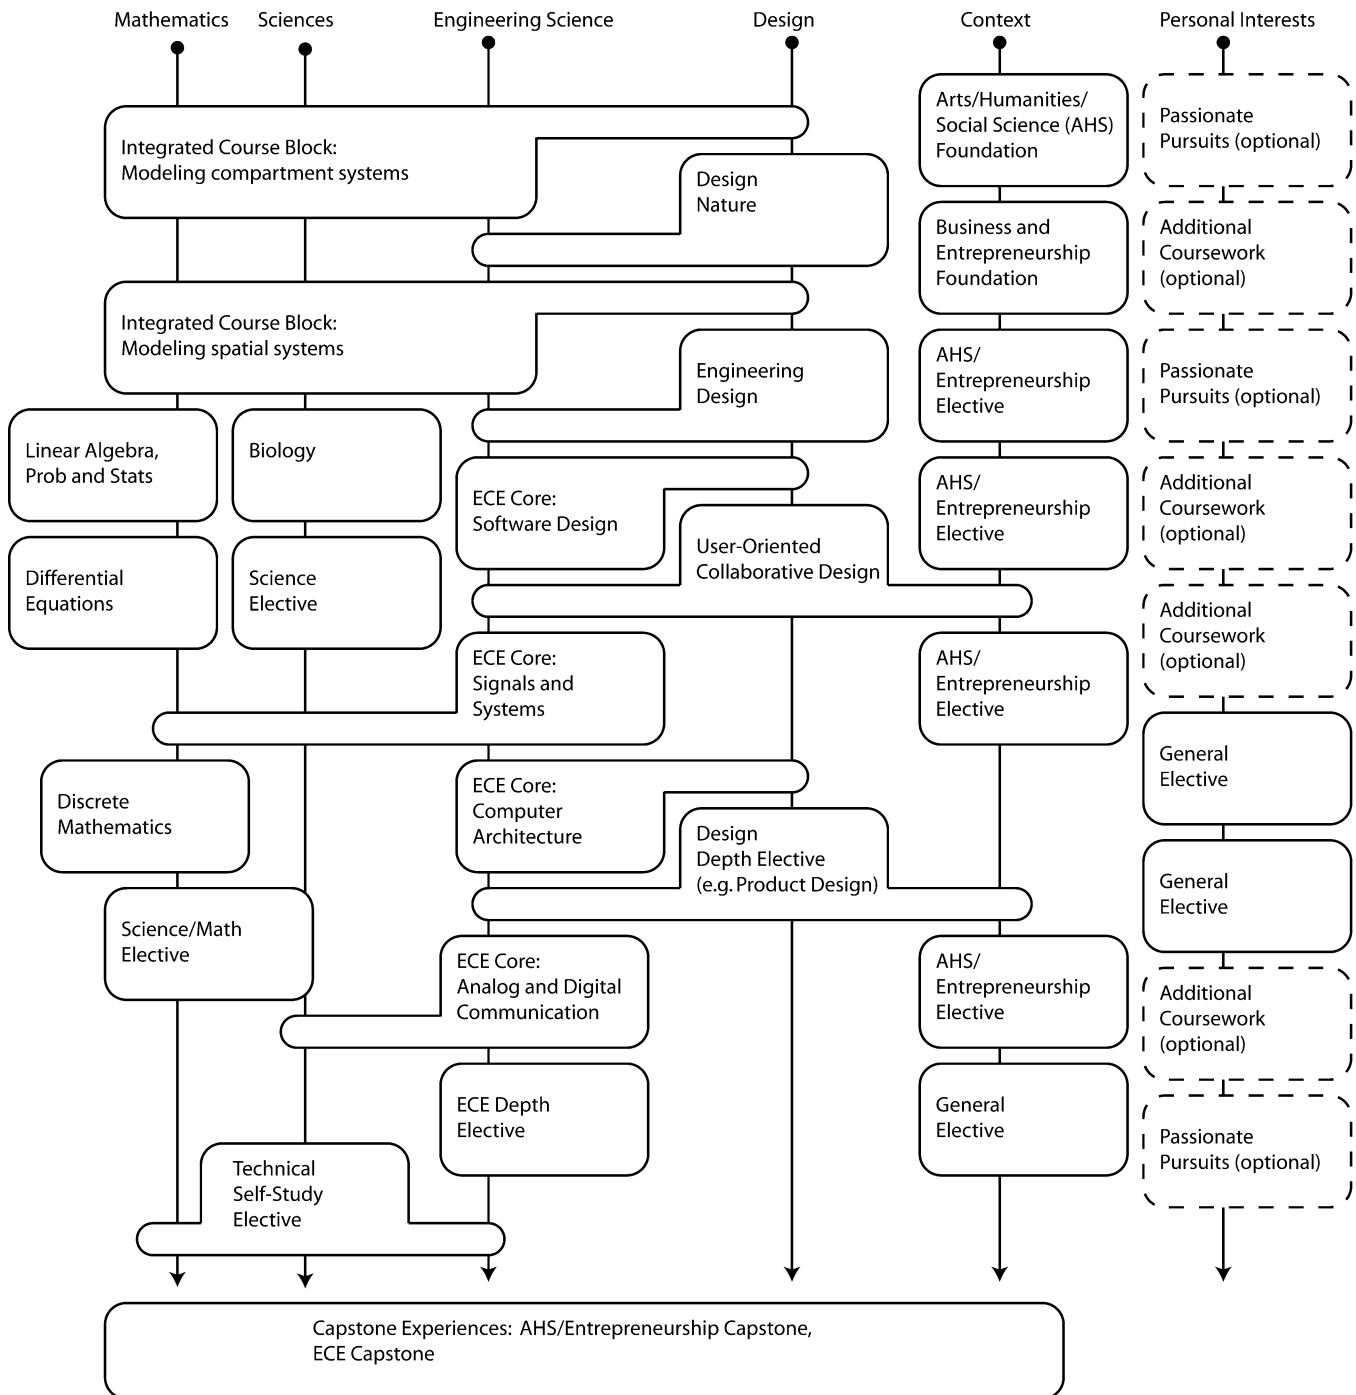 Mathematics
Sciences
Engineering Science
Design
Context
Personal Interests
Integrated Course Block:
Modeling compartment systems
Design
Nature
Arts/Humanities/
Social Science (AHS)
Foundation
Passionate
Pursuits (optional)
Business and
Entrepreneurship
Foundation
Additional
Coursework
(optional)
Integrated Course Block:
Modeling spatial systems
Engineering
Design
AHS/
Entrepreneurship
Elective
Passionate
Pursuits (optional)
Linear Algebra,
Prob and Stats
Biology
ECE Core:
Software Design
AHS/
Entrepreneurship
Elective
Additional
Coursework
(optional)
Differential
Equations
Science
Elective
User-Oriented
Collaborative Design
Additional
Coursework
(optional)
ECE Core:
Signals and
Systems
AHS/
Entrepreneurship
Elective
General
Elective
Discrete
Mathematics
ECE Core:
Computer
Architecture
Design
Depth Elective
(e.g. Product Design)
General
Elective
Science/Math
Elective
ECE Core:
Analog and Digital
Communication
AHS/
Entrepreneurship
Elective
Additional
Coursework
(optional)
ECE Depth
Elective
General
Elective
Passionate
Pursuits (optional)
Technical
Self-Study
Elective
Capstone Experiences: AHS/Entrepreneurship Capstone,
ECE Capstone